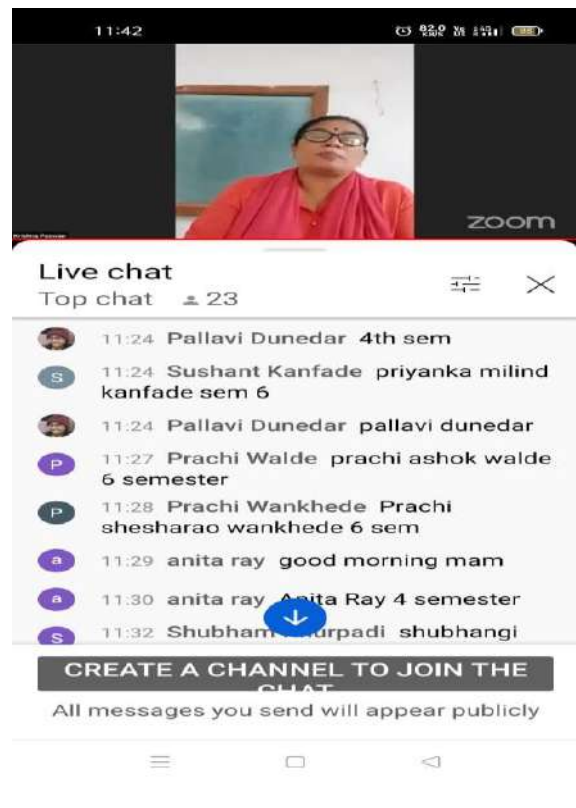 11:42
82.0
zoom
Live chat
Top chat 23
11:24 Pallavi Dunedar 4th sem
11:24 Sushant Kanfade priyanka milind
kanfade sem 6
11:24 Pallavi Dunedar pallavi dunedar
11:27 Prachi Walde prachi ashok walde
6 semester
11:28 Prachi Wankhede Prachi
shesharao wankhede 6 sem
11:29 anita ray good morning mam
11:30 anita ray Anita Ray 4 semester
11:32 Shubham shubhangi
CREATE A CHANNEL TO JOIN THE
CHAT
All messages you send will appear publicly